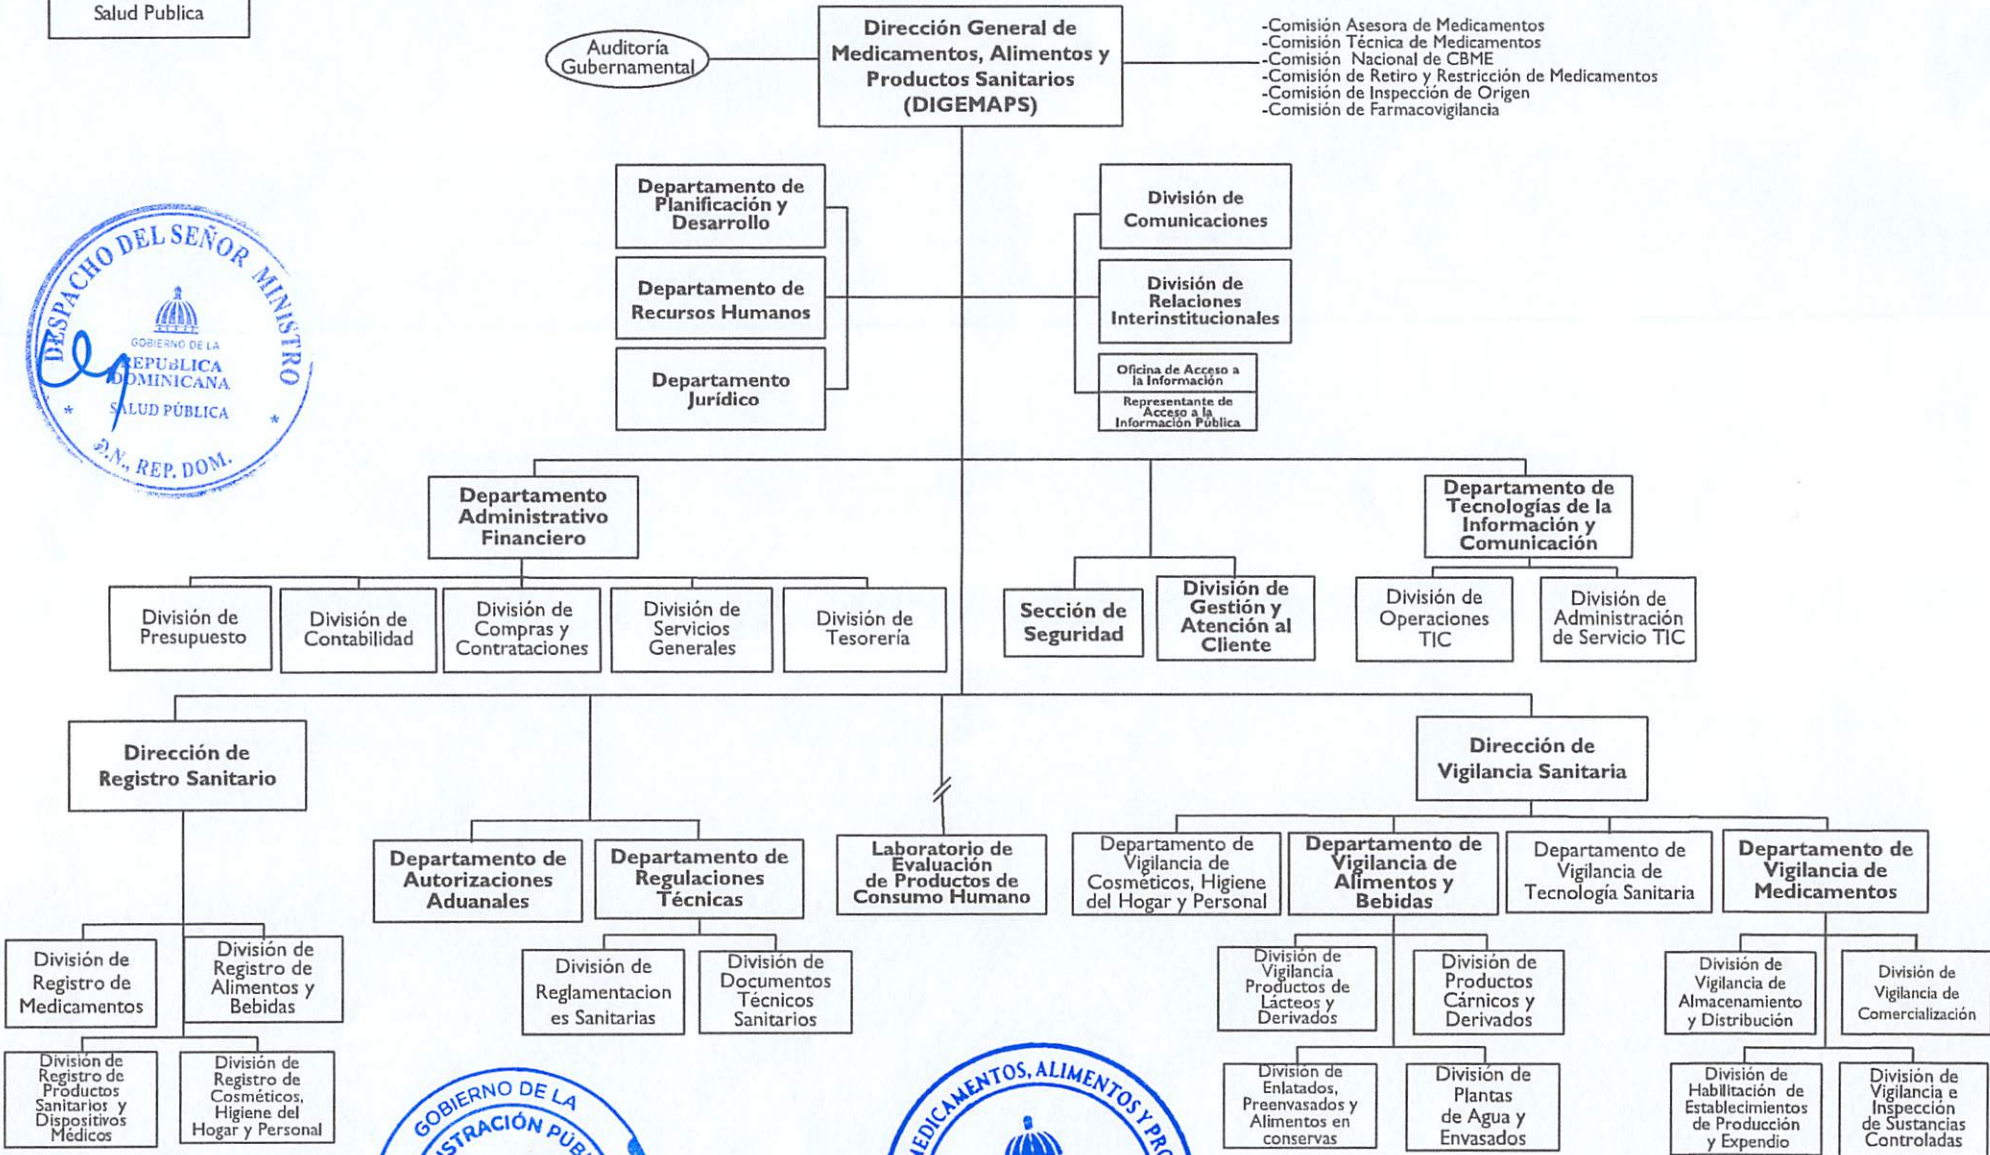 Salud Publica
Auditoría
Gubernamental
Dirección General de
Medicamentos, Alimentos y
Productos Sanitarios
(DIGEMAPS)
-Comisión Asesora de Medicamentos
-Comisión Técnica de Medicamentos
-Comisión Nacional de CBME
-Comisión de Retiro y Restricción de Medicamentos
-Comisión de Inspección de Origen
-Comisión de Farmacovigilancia
Departamento de
Planificación y
Desarrollo
División de
Comunicaciones
DESPACHO DEL SEÑOR MINISTRO
GOBIERNO DE LA
REPUBLICA
DOMINICANA
SALUD PÚBLICA
* D.N., REP. DOM. *
Departamento de
Recursos Humanos
División de
Relaciones
Interinstitucionales
Departamento
Jurídico
Oficina de Acceso a
la Información
Representante de
Acceso a la
Información Pública
Departamento
Administrativo
Financiero
Departamento de
Tecnologías de la
Información y
Comunicación
División de
Presupuesto
División de
Contabilidad
División de
Compras y
Contrataciones
División de
Servicios
Generales
División de
Tesorería
Sección de
Seguridad
División de
Gestión y
Atención al
Cliente
División de
Operaciones
TIC
División de
Administración
de Servicio TIC
Dirección de
Registro Sanitario
Dirección de
Vigilancia Sanitaria
Departamento de
Autorizaciones
Aduanales
Departamento de
Regulaciones
Técnicas
Laboratorio de
Evaluación
de Productos de
Consumo Humano
Departamento de
Vigilancia de
Cosméticos, Higiene
del Hogar y Personal
Departamento de
Vigilancia de
Alimentos y
Bebidas
Departamento de
Vigilancia de
Tecnología Sanitaria
Departamento de
Vigilancia de
Medicamentos
División de
Registro de
Medicamentos
División de
Registro de
Alimentos y
Bebidas
División de
Reglamentacion
es Sanitarias
División de
Documentos
Técnicos
Sanitarios
División de
Vigilancia
Productos de
Lácteos y
Derivados
División de
Productos
Cárnicos y
Derivados
División de
Vigilancia de
Almacenamiento
y Distribución
División de
Vigilancia de
Comercialización
División de
Registro de
Productos
Sanitarios y
Dispositivos
Médicos
División de
Registro de
Cosméticos,
Higiene del
Hogar y Personal
División de
Enlatados,
Preenvasados y
Alimentos en
conservas
División de
Plantas
de Agua y
Envasados
División de
Habilitación de
Establecimientos
de Producción
y Expendio
División de
Vigilancia e
Inspección
de Sustancias
Controladas
GOBIERNO DE LA
MEDICAMENTOS, ALIMENTOS Y